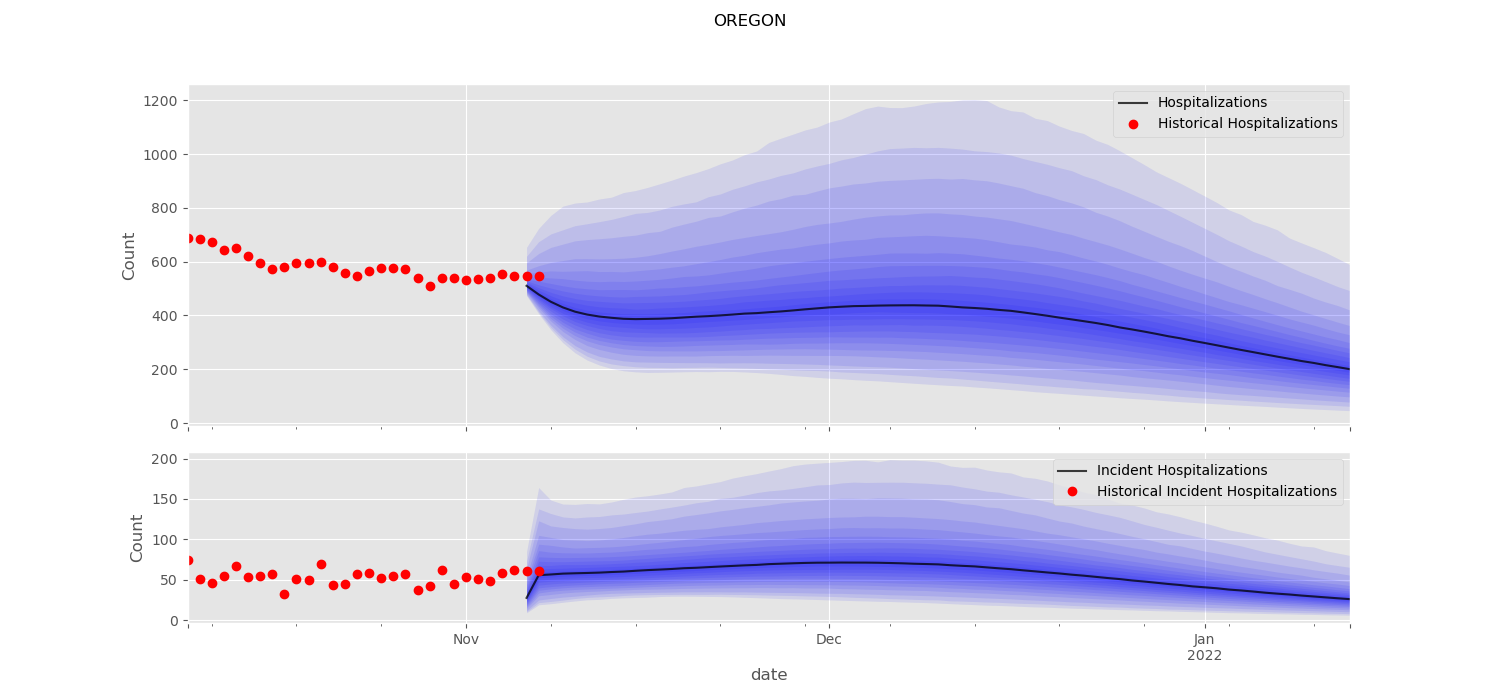 OREGON
1200
1000
800
600
400
200
0
Count
Hospitalizations
Historical Hospitalizations
200
150
100
50
0
Count
Incident Hospitalizations
Historical Incident Hospitalizations
Nov
Dec
Jan
2022
date